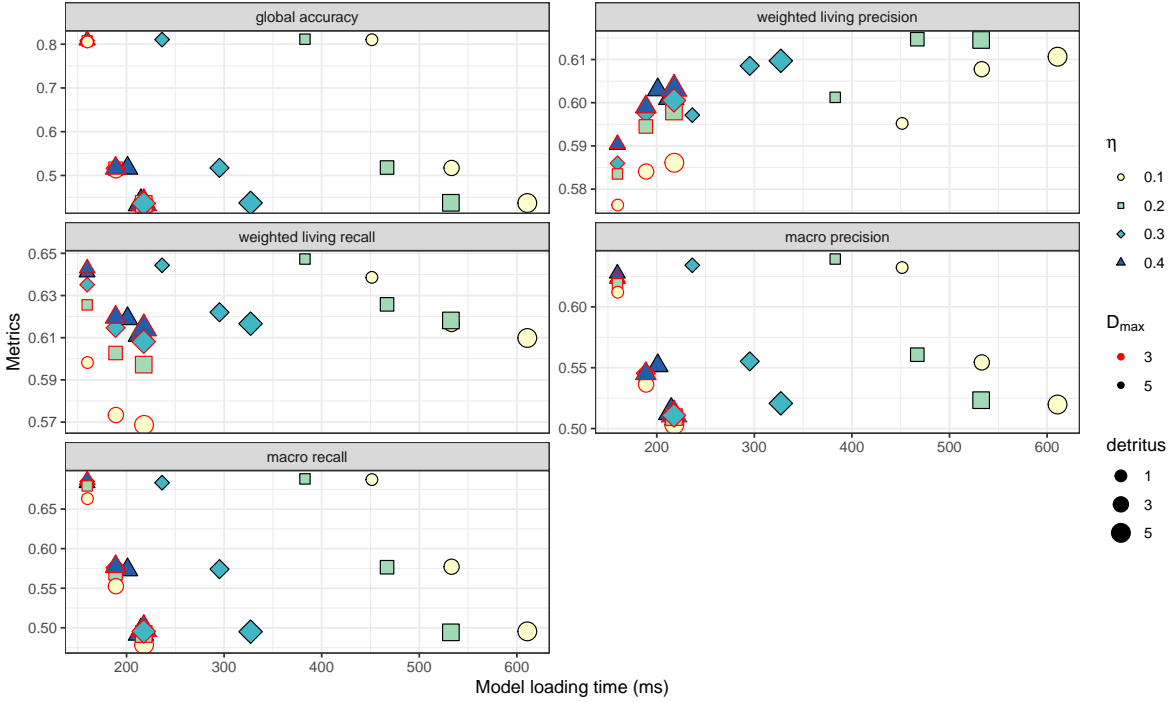 global accuracy
weighted living precision
0.8
0.7
0.6
0.5
0.61
0.60
0.59
0.58
weighted living recall
macro precision
0.65
0.63
0.61
0.59
0.57
0.60
0.55
0.50
200 300 400 500 600
macro recall
0.65
0.60
0.55
0.50
200 300 400 500 600
Metrics
Model loading time (ms)
η
0.1
0.2
0.3
0.4
Dmax
3
5
detritus
1
3
5